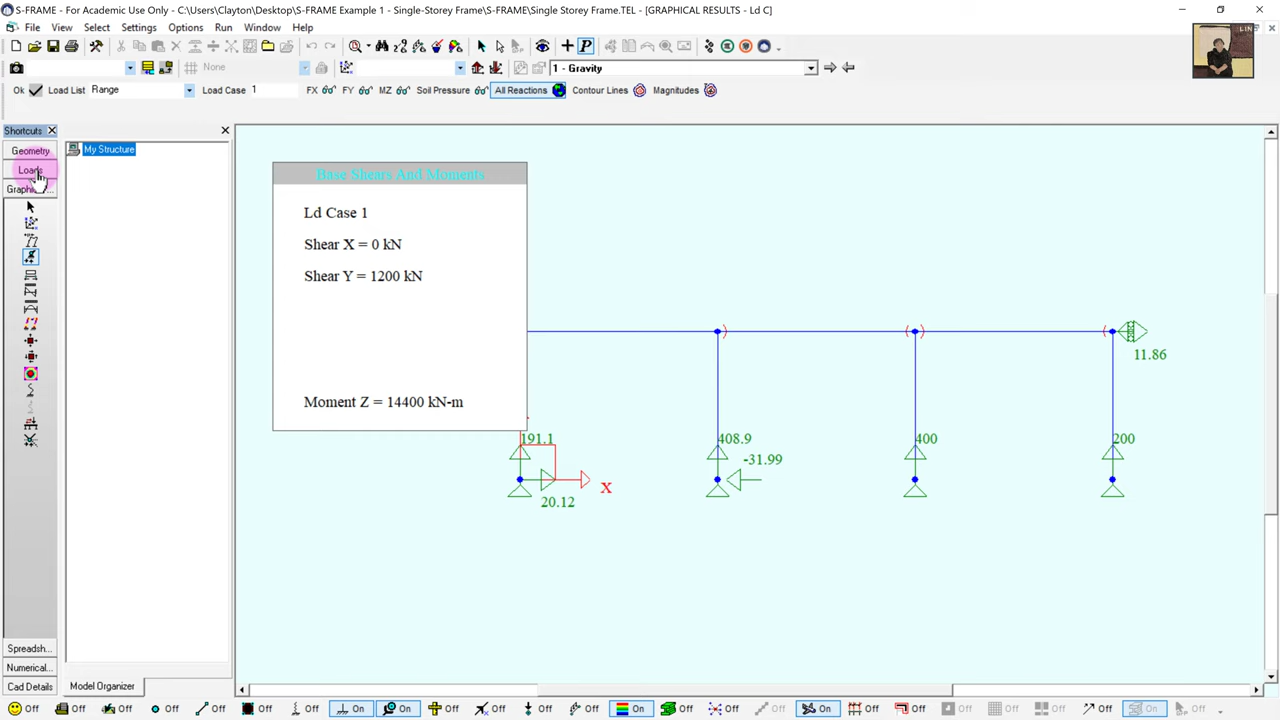 S-FRAME - For Academic Use Only - C:\Users\Clayton\Desktop\S-FRAME Example 1 - Single-Storey Frame\S-FRAME\Single Storey Frame.TEL - [GRAPHICAL RESULTS - Ld C]
LIN
File View Select Settings Options Run Window Help
None
1 - Gravity
Ok Load List Range Load Case 1 FX FY MZ Soil Pressure All Reactions Contour Lines Magnitudes
Shortcuts
Geometry
Loads
Graphic...
My Structure
Base Shears And Moments
Ld Case 1
Shear X = 0 kN
Shear Y = 1200 kN
Moment Z = 14400 kN-m
11.86
191.1
408.9
400
200
-31.99
X
20.12
Spreadsh...
Numerical...
Cad Details
Model Organizer
Off Off Off Off Off Off Off On On Off Off Off Off On Off Off Off On Off Off Off Off Off On Off